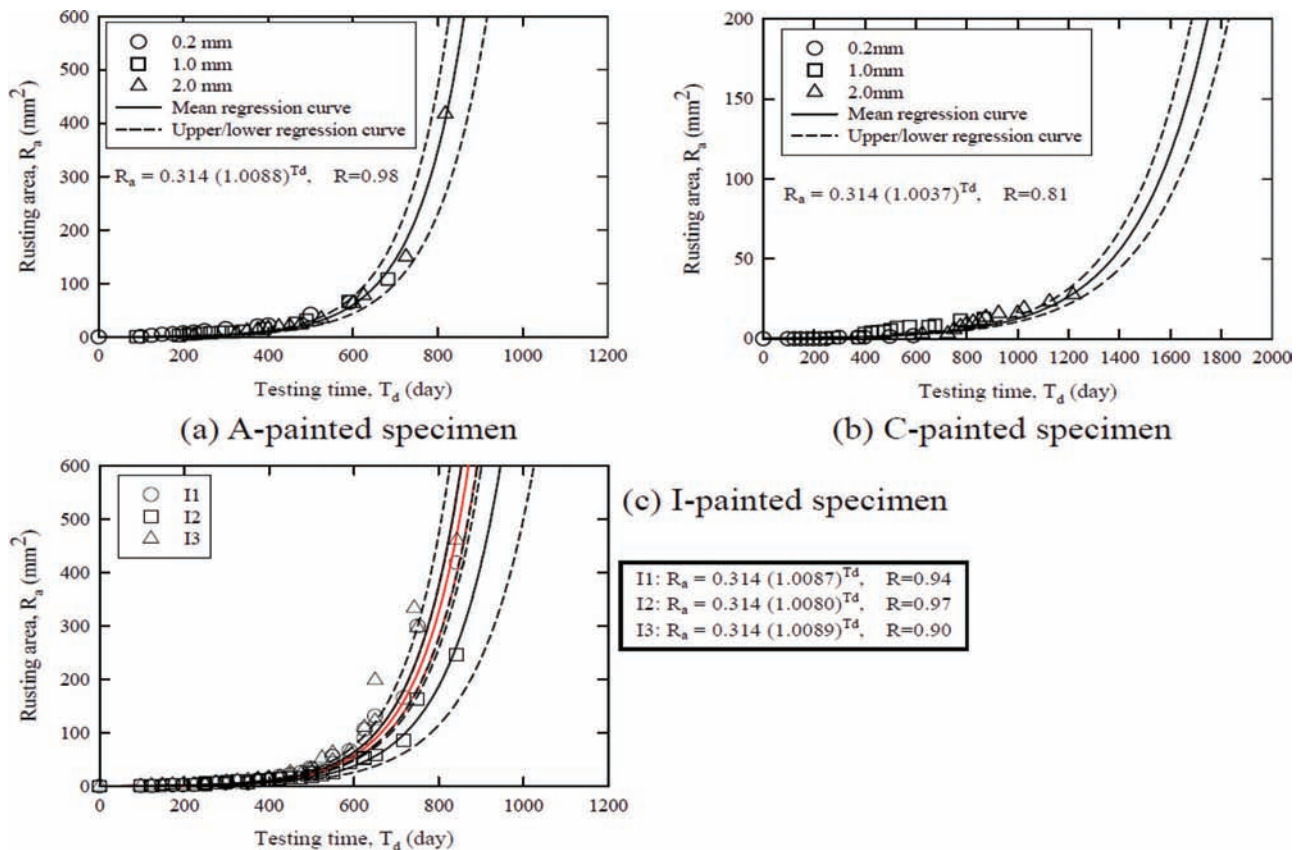 600
500
400
300
200
100
0
Rusting area, Rₐ (mm²)
0.2 mm
1.0 mm
2.0 mm
Mean regression curve
Upper/lower regression curve
Rₐ = 0.314 (1.0088)ᵀᵈ, R=0.98
0 200 400 600 800 1000 1200
Testing time, T_d (day)
(a) A-painted specimen
200
150
100
50
0
Rusting area, Rₐ (mm²)
0.2mm
1.0mm
2.0mm
Mean regression curve
Upper/lower regression curve
Rₐ = 0.314 (1.0037)ᵀᵈ, R=0.81
0 200 400 600 800 1000 1200 1400 1600 1800 2000
Testing time, T_d (day)
(b) C-painted specimen
600
500
400
300
200
100
0
Rusting area, Rₐ (mm²)
I1
I2
I3
0 200 400 600 800 1000 1200
Testing time, T_d (day)
(c) I-painted specimen
I1: Rₐ = 0.314 (1.0087)ᵀᵈ, R=0.94
I2: Rₐ = 0.314 (1.0080)ᵀᵈ, R=0.97
I3: Rₐ = 0.314 (1.0089)ᵀᵈ, R=0.90